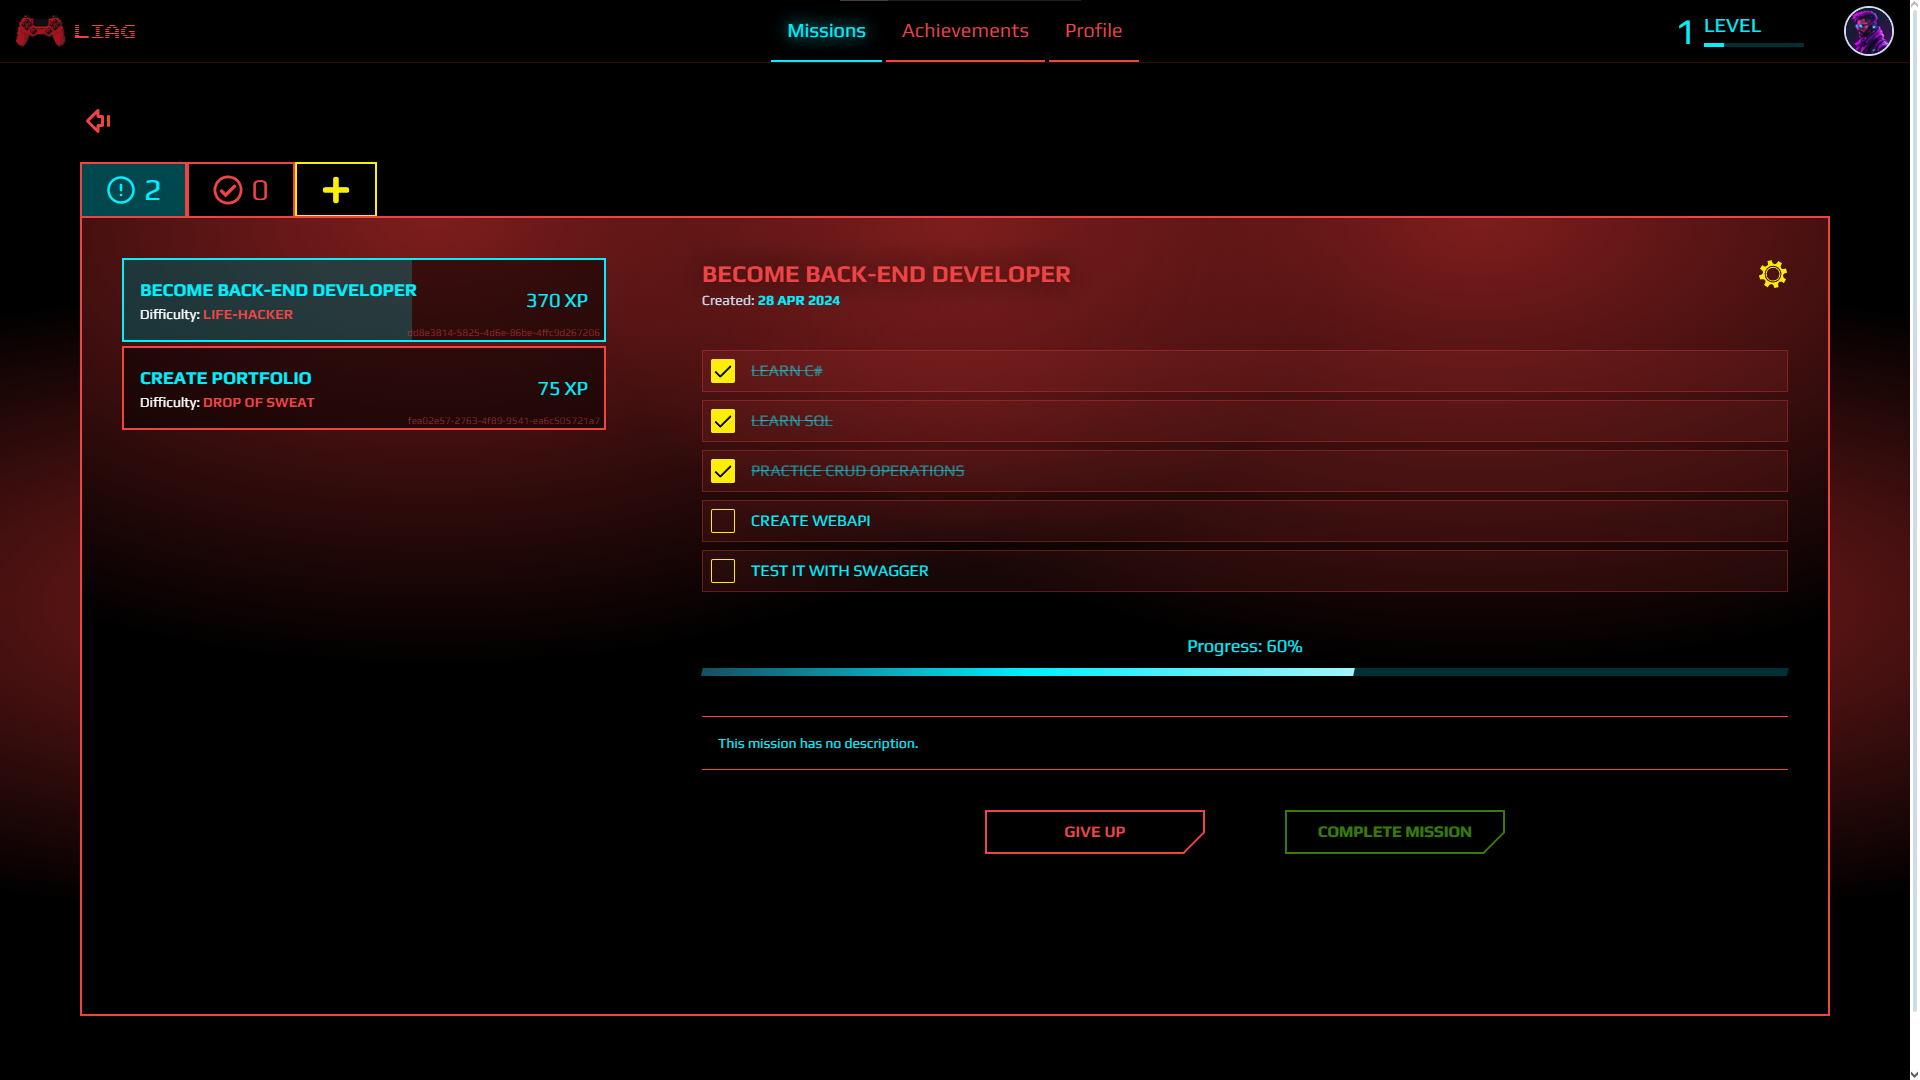 LIAG
Missions
Achievements
Profile
1 LEVEL
2
0
BECOME BACK-END DEVELOPER
370 XP
Difficulty: LIFE-HACKER
dd8e3814-5825-4d6e-86be-4ffc9d267206
CREATE PORTFOLIO
75 XP
Difficulty: DROP OF SWEAT
fea02e57-2763-4f89-9541-ea6c505721a7
BECOME BACK-END DEVELOPER
Created: 28 APR 2024
LEARN C#
LEARN SQL
PRACTICE CRUD OPERATIONS
CREATE WEBAPI
TEST IT WITH SWAGGER
Progress: 60%
This mission has no description.
GIVE UP
COMPLETE MISSION